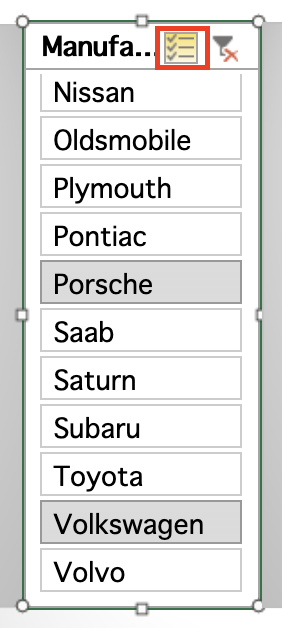 Manufa...
Nissan
Oldsmobile
Plymouth
Pontiac
Porsche
Saab
Saturn
Subaru
Toyota
Volkswagen
Volvo